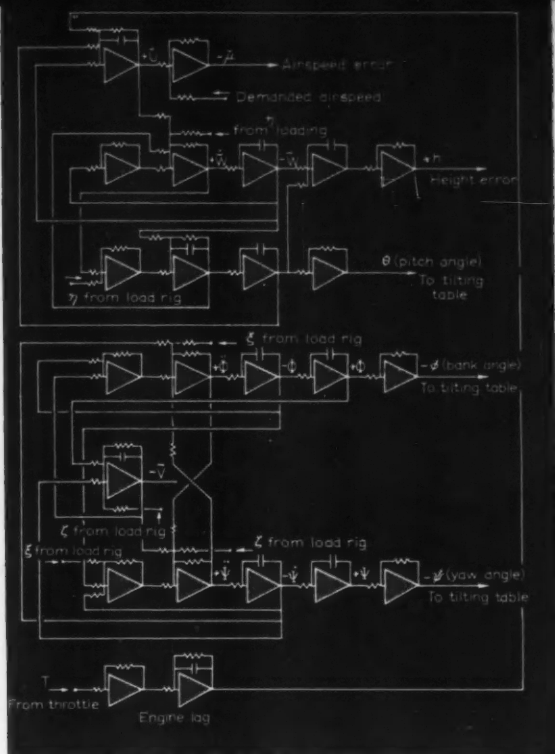 +Ū -μ Airspeed error
Demanded airspeed
η
from loading
+Ẇ -W +h
Height error
θ (pitch angle)
To tilting
table
η from load rig
ξ from load rig
+Φ̈ -Φ̇ +Φ -ϕ (bank angle)
To tilting table
-V̄
ζ from load rig
ξ from load rig
ζ from load rig
+Ψ̈ -Ψ̇ +Ψ -ψ (yaw angle)
To tilting table
T
From throttle
Engine lag